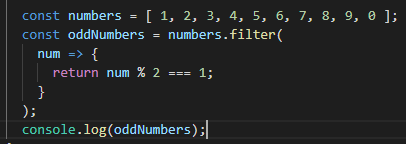 const numbers = [ 1, 2, 3, 4, 5, 6, 7, 8, 9, 0 ];
const oddNumbers = numbers.filter(
  num => {
    return num % 2 === 1;
  }
);
console.log(oddNumbers);